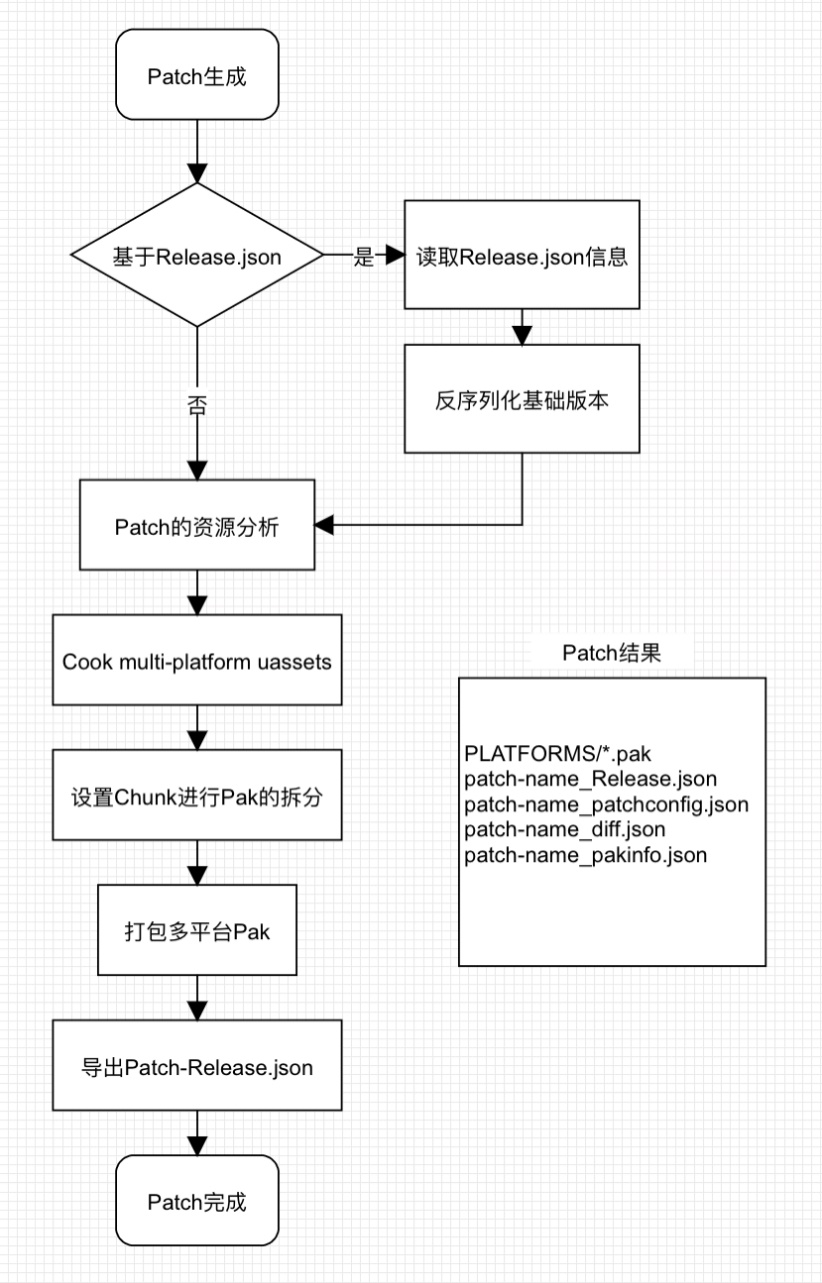 Patch生成
基于Release.json
是
读取Release.json信息
反序列化基础版本
否
Patch的资源分析
Cook multi-platform uassets
设置Chunk进行Pak的拆分
打包多平台Pak
导出Patch-Release.json
Patch完成
Patch结果
PLATFORMS/*.pak
patch-name_Release.json
patch-name_patchconfig.json
patch-name_diff.json
patch-name_pakinfo.json